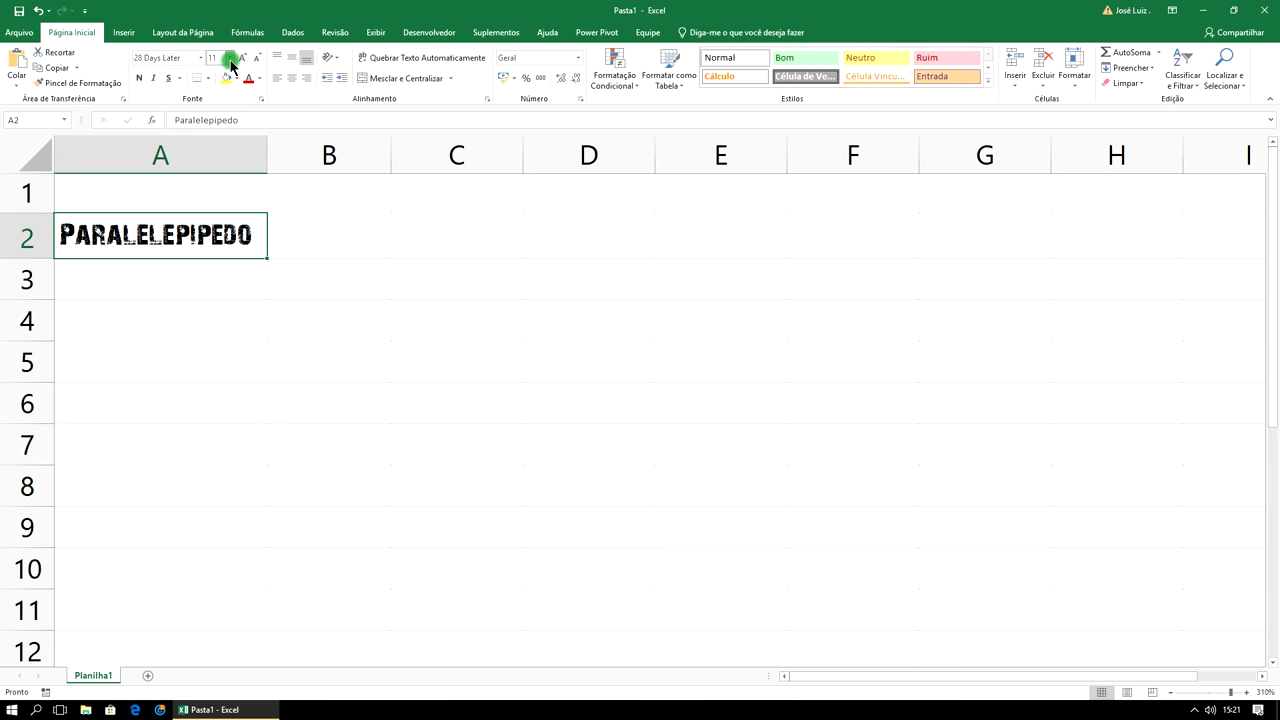 Pasta1 - Excel
José Luiz .
Arquivo Página Inicial Inserir Layout da Página Fórmulas Dados Revisão Exibir Desenvolvedor Suplementos Ajuda Power Pivot Equipe Diga-me o que você deseja fazer Compartilhar
Colar
Recortar
Copiar
Pincel de Formatação
Área de Transferência
28 Days Later 11
N I S
Fonte
Quebrar Texto Automaticamente
Mesclar e Centralizar
Alinhamento
Geral
% 000
Número
Formatação Condicional
Formatar como Tabela
Normal Bom Neutro Ruim
Cálculo Célula de Ve... Célula Vincu... Entrada
Estilos
Inserir Excluir Formatar
Células
AutoSoma
Preencher
Limpar
Classificar e Filtrar
Localizar e Selecionar
Edição
A2 fx Paralelepipedo
A B C D E F G H I
1
2 Paralelepipedo
3
4
5
6
7
8
9
10
11
12
Planilha1
Pronto 310%
Pasta1 - Excel 15:21